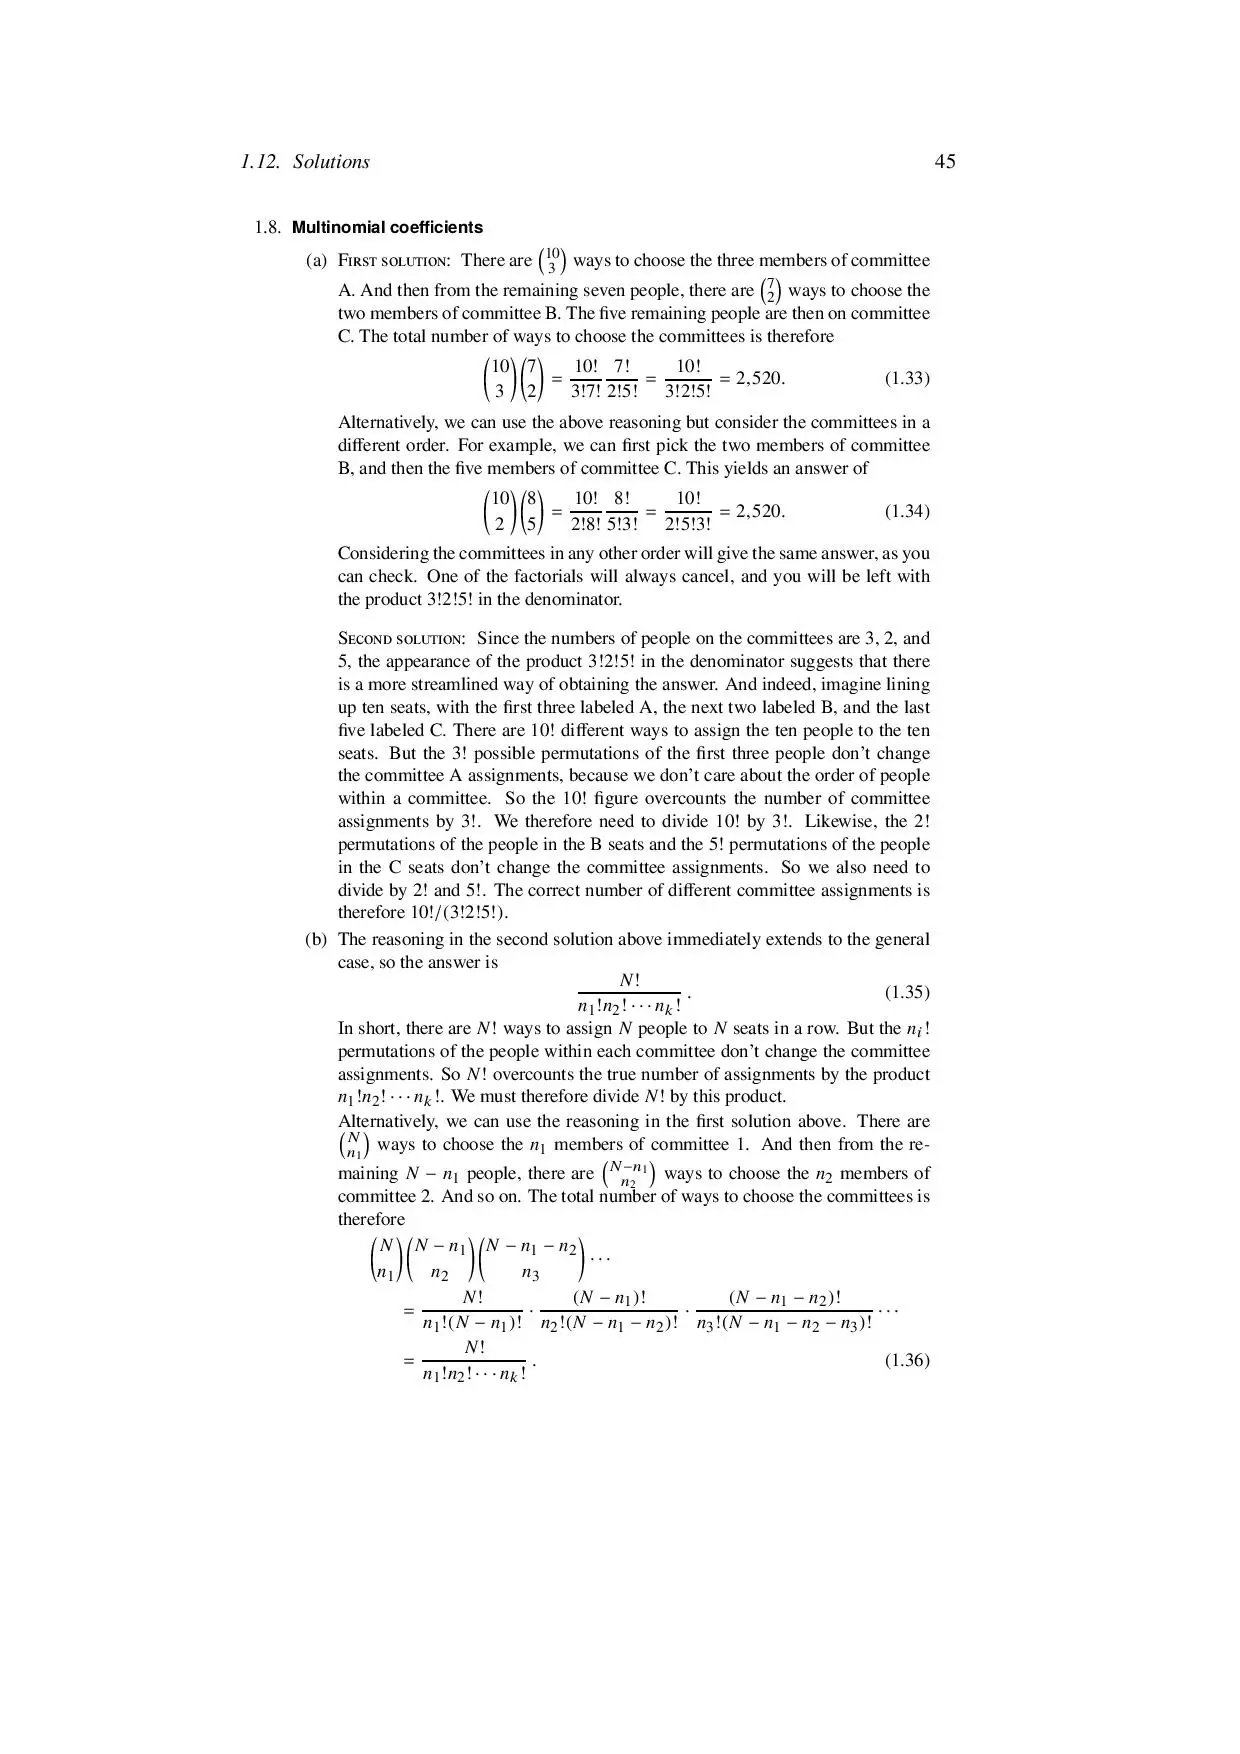 1.12. Solutions 45
1.8. Multinomial coefficients
(a) First solution: There are \binom{10}{3} ways to choose the three members of committee
A. And then from the remaining seven people, there are \binom{7}{2} ways to choose the
two members of committee B. The five remaining people are then on committee
C. The total number of ways to choose the committees is therefore
\binom{10}{3}\binom{7}{2} = \frac{10!}{3!7!} \frac{7!}{2!5!} = \frac{10!}{3!2!5!} = 2,520. (1.33)
Alternatively, we can use the above reasoning but consider the committees in a
different order. For example, we can first pick the two members of committee
B, and then the five members of committee C. This yields an answer of
\binom{10}{2}\binom{8}{5} = \frac{10!}{2!8!} \frac{8!}{5!3!} = \frac{10!}{2!5!3!} = 2,520. (1.34)
Considering the committees in any other order will give the same answer, as you
can check. One of the factorials will always cancel, and you will be left with
the product 3!2!5! in the denominator.
Second solution: Since the numbers of people on the committees are 3, 2, and
5, the appearance of the product 3!2!5! in the denominator suggests that there
is a more streamlined way of obtaining the answer. And indeed, imagine lining
up ten seats, with the first three labeled A, the next two labeled B, and the last
five labeled C. There are 10! different ways to assign the ten people to the ten
seats. But the 3! possible permutations of the first three people don't change
the committee A assignments, because we don't care about the order of people
within a committee. So the 10! figure overcounts the number of committee
assignments by 3!. We therefore need to divide 10! by 3!. Likewise, the 2!
permutations of the people in the B seats and the 5! permutations of the people
in the C seats don't change the committee assignments. So we also need to
divide by 2! and 5!. The correct number of different committee assignments is
therefore 10!/(3!2!5!).
(b) The reasoning in the second solution above immediately extends to the general
case, so the answer is
\frac{N!}{n_1!n_2! \cdots n_k!} . (1.35)
In short, there are N! ways to assign N people to N seats in a row. But the n_i!
permutations of the people within each committee don't change the committee
assignments. So N! overcounts the true number of assignments by the product
n_1!n_2! \cdots n_k!. We must therefore divide N! by this product.
Alternatively, we can use the reasoning in the first solution above. There are
\binom{N}{n_1} ways to choose the n_1 members of committee 1. And then from the re-
maining N − n_1 people, there are \binom{N-n_1}{n_2} ways to choose the n_2 members of
committee 2. And so on. The total number of ways to choose the committees is
therefore
\binom{N}{n_1}\binom{N - n_1}{n_2}\binom{N - n_1 - n_2}{n_3} \cdots
= \frac{N!}{n_1!(N - n_1)!} \cdot \frac{(N - n_1)!}{n_2!(N - n_1 - n_2)!} \cdot \frac{(N - n_1 - n_2)!}{n_3!(N - n_1 - n_2 - n_3)!} \cdots
= \frac{N!}{n_1!n_2! \cdots n_k!} . (1.36)